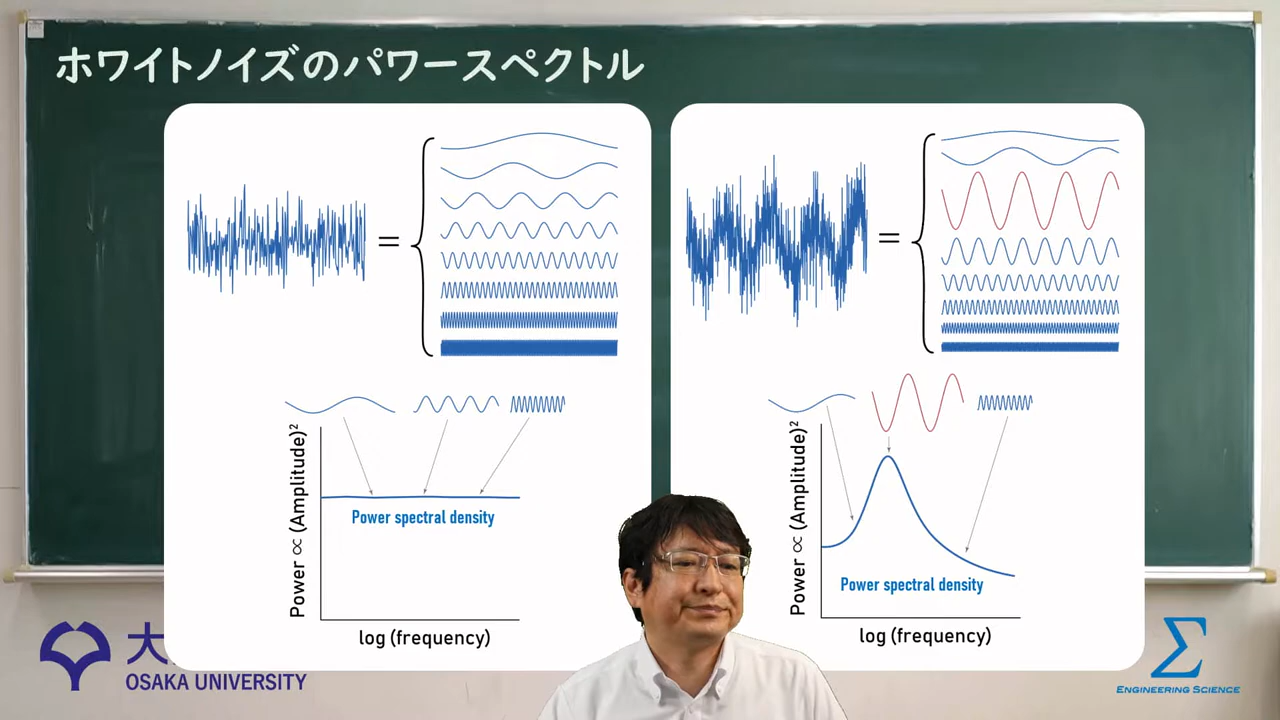 ホワイトノイズのパワースペクトル
=
=
Power ∝ (Amplitude)²
Power spectral density
log (frequency)
Power ∝ (Amplitude)²
Power spectral density
log (frequency)
大
OSAKA UNIVERSITY
Σ
ENGINEERING SCIENCE